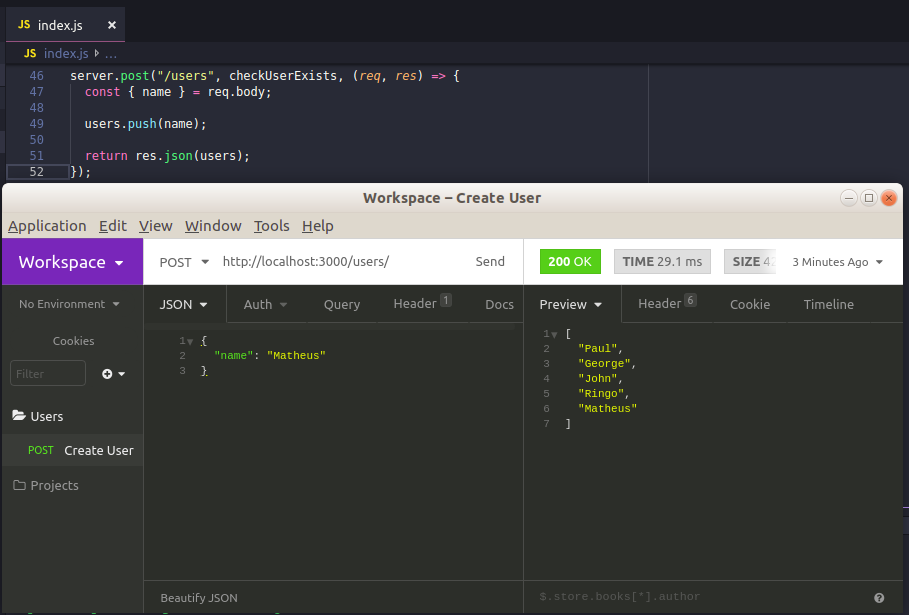 JS index.js ×
JS index.js ▸ ...
46 server.post("/users", checkUserExists, (req, res) => {
47 const { name } = req.body;
48
49 users.push(name);
50
51 return res.json(users);
52 });
Workspace – Create User
Application Edit View Window Tools Help
Workspace
POST http://localhost:3000/users/ Send
200 OK TIME 29.1 ms SIZE 3 Minutes Ago
No Environment
JSON Auth Query Header 1 Docs
Preview Header 6 Cookie Timeline
Cookies
Filter
Users
POST Create User
Projects
1 {
2 "name": "Matheus"
3 }
1 [
2 "Paul",
3 "George",
4 "John",
5 "Ringo",
6 "Matheus"
7 ]
Beautify JSON
$.store.books[*].author